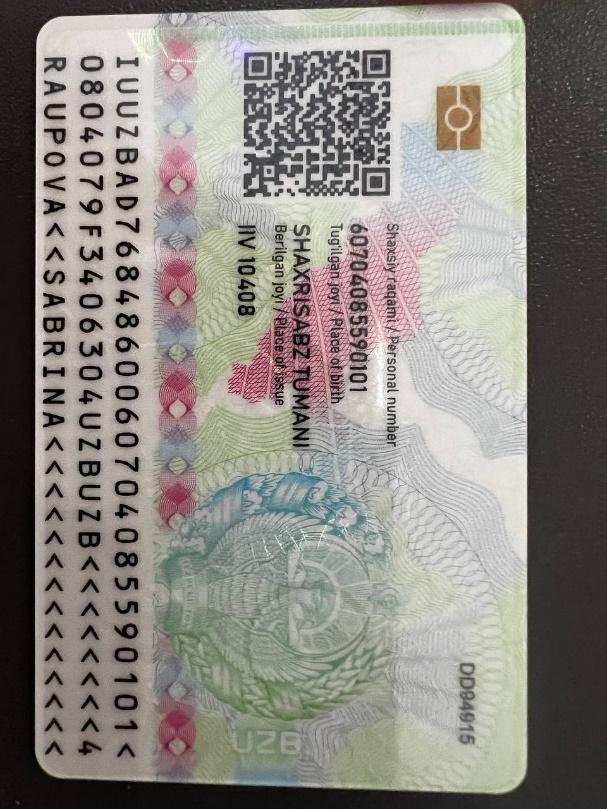 Shaxsiy raqami / Personal number
60704085590101
Tug'ilgan joyi / Place of birth
SHAXRISABZ TUMANI
Berilgan joyi / Place of issue
IIV 10408
DD94915
UZB
IUUZBAD7684860060704085590101<
0804079F3406304UZBUZB<<<<<<<4
RAUPOVA<<SABRINA<<<<<<<<<<<<<<